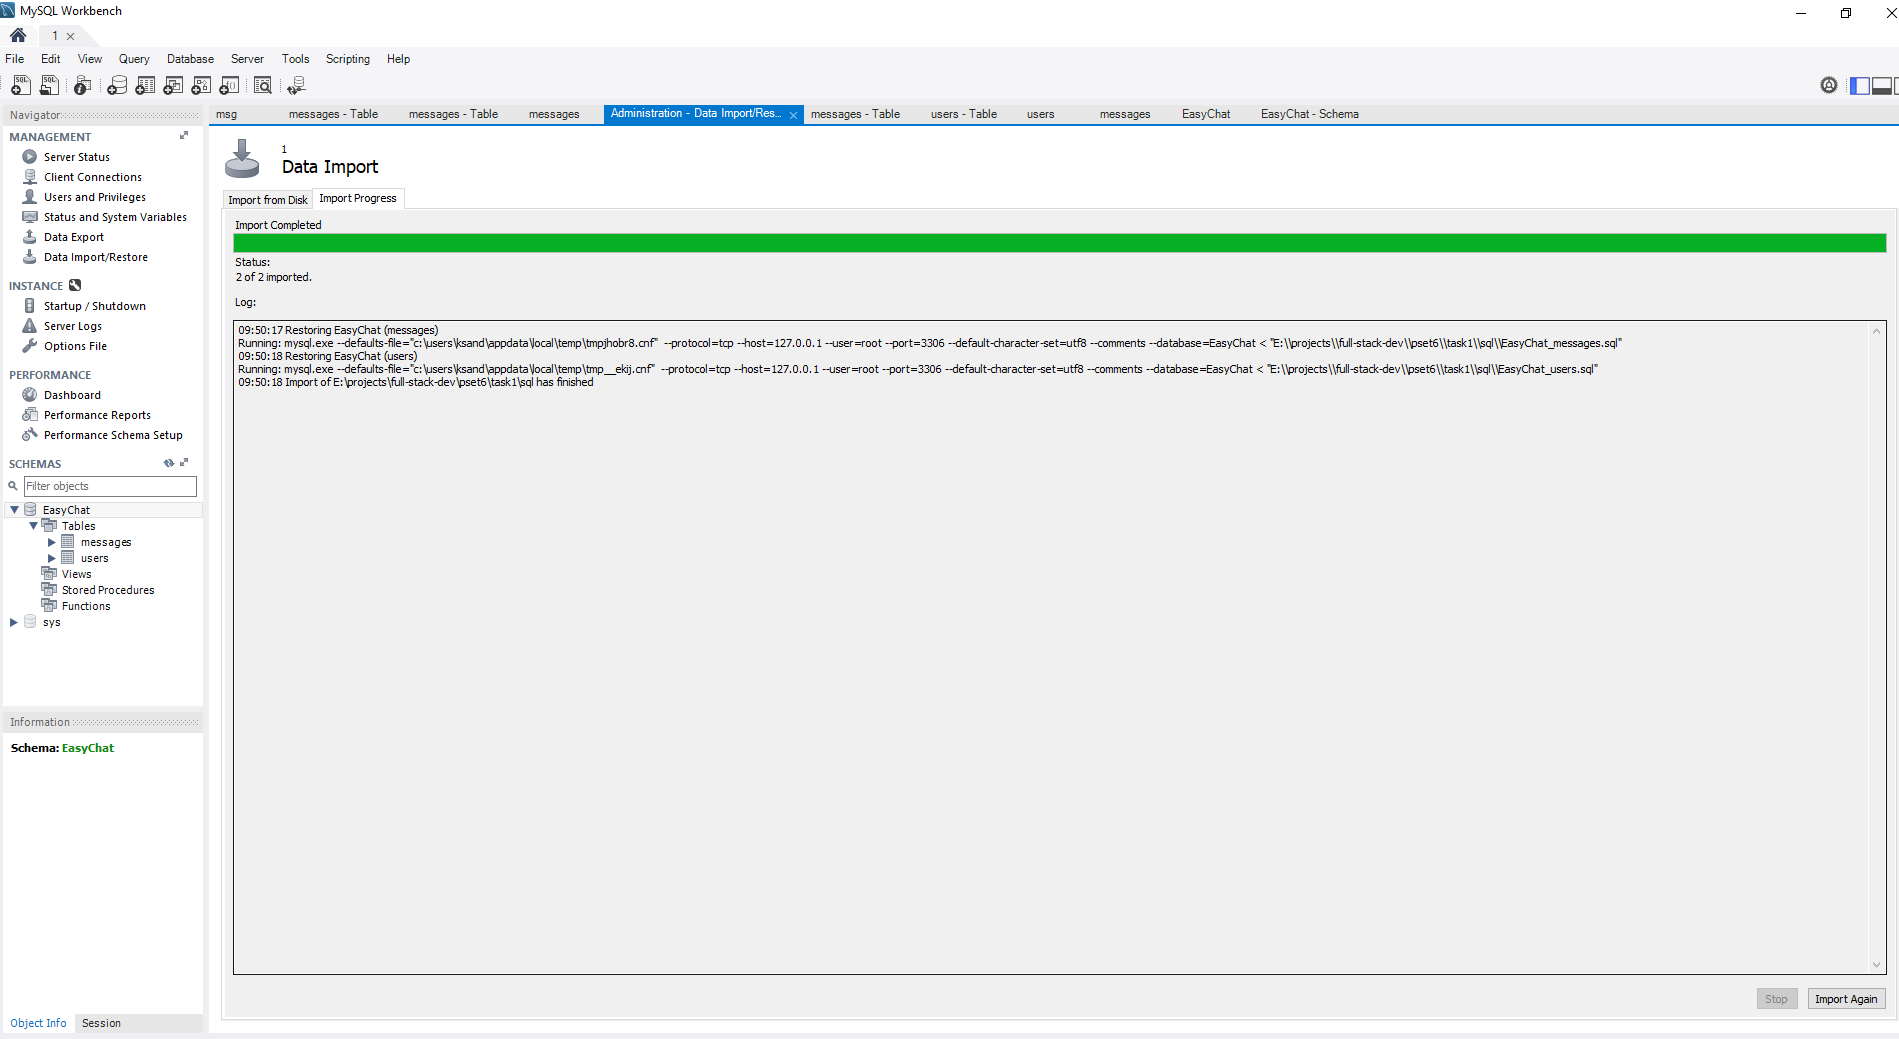 MySQL Workbench
1
File Edit View Query Database Server Tools Scripting Help
Navigator
MANAGEMENT
Server Status
Client Connections
Users and Privileges
Status and System Variables
Data Export
Data Import/Restore
INSTANCE
Startup / Shutdown
Server Logs
Options File
PERFORMANCE
Dashboard
Performance Reports
Performance Schema Setup
SCHEMAS
Filter objects
EasyChat
Tables
messages
users
Views
Stored Procedures
Functions
sys
Information
Schema: EasyChat
Object Info Session
msg messages - Table messages - Table messages Administration - Data Import/Res... messages - Table users - Table users messages EasyChat EasyChat - Schema
1
Data Import
Import from Disk Import Progress
Import Completed
Status:
2 of 2 imported.
Log:
09:50:17 Restoring EasyChat (messages)
Running: mysql.exe --defaults-file="c:\users\ksand\appdata\local\temp\tmpjhobr8.cnf" --protocol=tcp --host=127.0.0.1 --user=root --port=3306 --default-character-set=utf8 --comments --database=EasyChat < "E:\\projects\\full-stack-dev\\pset6\\task1\\sql\\EasyChat_messages.sql"
09:50:18 Restoring EasyChat (users)
Running: mysql.exe --defaults-file="c:\users\ksand\appdata\local\temp\tmp__ekij.cnf" --protocol=tcp --host=127.0.0.1 --user=root --port=3306 --default-character-set=utf8 --comments --database=EasyChat < "E:\\projects\\full-stack-dev\\pset6\\task1\\sql\\EasyChat_users.sql"
09:50:18 Import of E:\projects\full-stack-dev\pset6\task1\sql has finished
Stop Import Again